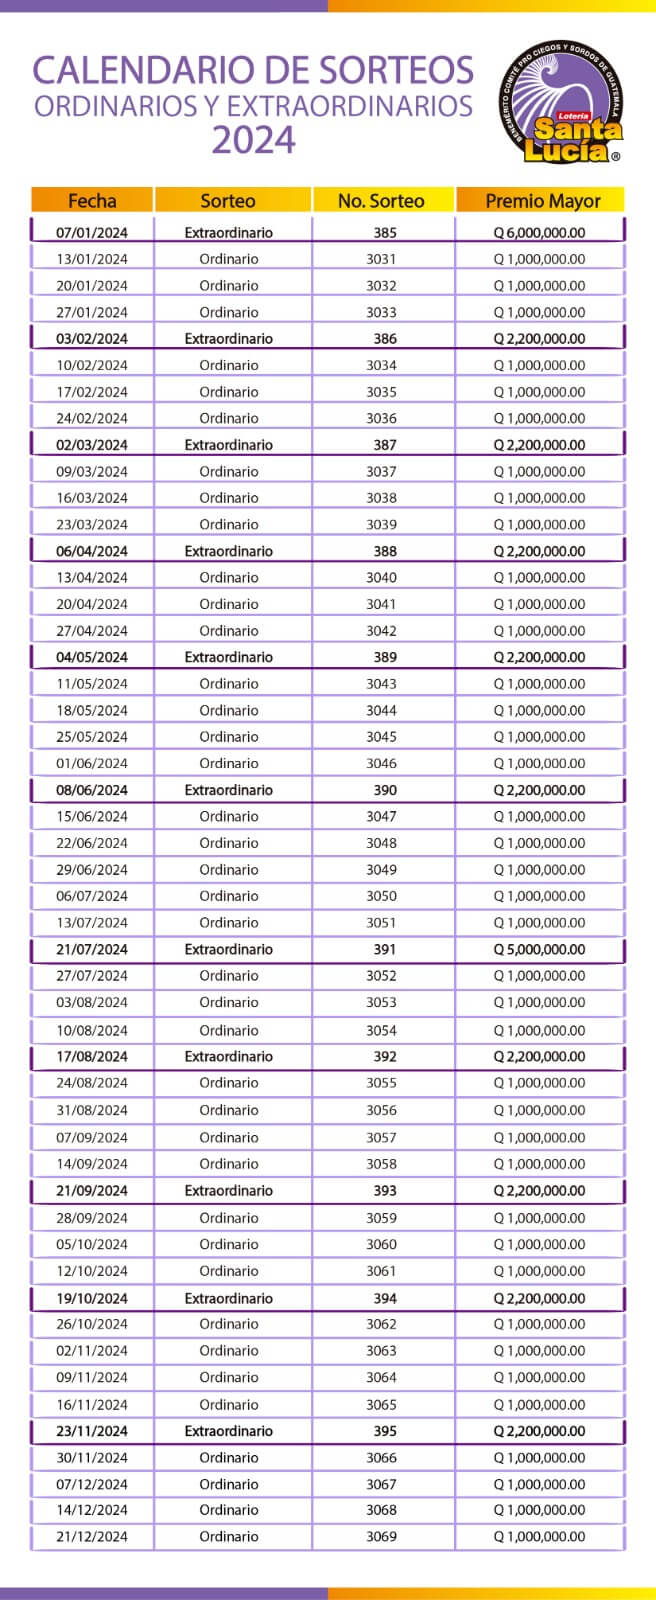 CALENDARIO DE SORTEOS
ORDINARIOS Y EXTRAORDINARIOS
2024
BENEMÉRITO COMITÉ PRO CIEGOS Y SORDOS DE GUATEMALA
Lotería
Santa
Lucía ®
Fecha Sorteo No. Sorteo Premio Mayor
07/01/2024 Extraordinario 385 Q 6,000,000.00
13/01/2024 Ordinario 3031 Q 1,000,000.00
20/01/2024 Ordinario 3032 Q 1,000,000.00
27/01/2024 Ordinario 3033 Q 1,000,000.00
03/02/2024 Extraordinario 386 Q 2,200,000.00
10/02/2024 Ordinario 3034 Q 1,000,000.00
17/02/2024 Ordinario 3035 Q 1,000,000.00
24/02/2024 Ordinario 3036 Q 1,000,000.00
02/03/2024 Extraordinario 387 Q 2,200,000.00
09/03/2024 Ordinario 3037 Q 1,000,000.00
16/03/2024 Ordinario 3038 Q 1,000,000.00
23/03/2024 Ordinario 3039 Q 1,000,000.00
06/04/2024 Extraordinario 388 Q 2,200,000.00
13/04/2024 Ordinario 3040 Q 1,000,000.00
20/04/2024 Ordinario 3041 Q 1,000,000.00
27/04/2024 Ordinario 3042 Q 1,000,000.00
04/05/2024 Extraordinario 389 Q 2,200,000.00
11/05/2024 Ordinario 3043 Q 1,000,000.00
18/05/2024 Ordinario 3044 Q 1,000,000.00
25/05/2024 Ordinario 3045 Q 1,000,000.00
01/06/2024 Ordinario 3046 Q 1,000,000.00
08/06/2024 Extraordinario 390 Q 2,200,000.00
15/06/2024 Ordinario 3047 Q 1,000,000.00
22/06/2024 Ordinario 3048 Q 1,000,000.00
29/06/2024 Ordinario 3049 Q 1,000,000.00
06/07/2024 Ordinario 3050 Q 1,000,000.00
13/07/2024 Ordinario 3051 Q 1,000,000.00
21/07/2024 Extraordinario 391 Q 5,000,000.00
27/07/2024 Ordinario 3052 Q 1,000,000.00
03/08/2024 Ordinario 3053 Q 1,000,000.00
10/08/2024 Ordinario 3054 Q 1,000,000.00
17/08/2024 Extraordinario 392 Q 2,200,000.00
24/08/2024 Ordinario 3055 Q 1,000,000.00
31/08/2024 Ordinario 3056 Q 1,000,000.00
07/09/2024 Ordinario 3057 Q 1,000,000.00
14/09/2024 Ordinario 3058 Q 1,000,000.00
21/09/2024 Extraordinario 393 Q 2,200,000.00
28/09/2024 Ordinario 3059 Q 1,000,000.00
05/10/2024 Ordinario 3060 Q 1,000,000.00
12/10/2024 Ordinario 3061 Q 1,000,000.00
19/10/2024 Extraordinario 394 Q 2,200,000.00
26/10/2024 Ordinario 3062 Q 1,000,000.00
02/11/2024 Ordinario 3063 Q 1,000,000.00
09/11/2024 Ordinario 3064 Q 1,000,000.00
16/11/2024 Ordinario 3065 Q 1,000,000.00
23/11/2024 Extraordinario 395 Q 2,200,000.00
30/11/2024 Ordinario 3066 Q 1,000,000.00
07/12/2024 Ordinario 3067 Q 1,000,000.00
14/12/2024 Ordinario 3068 Q 1,000,000.00
21/12/2024 Ordinario 3069 Q 1,000,000.00